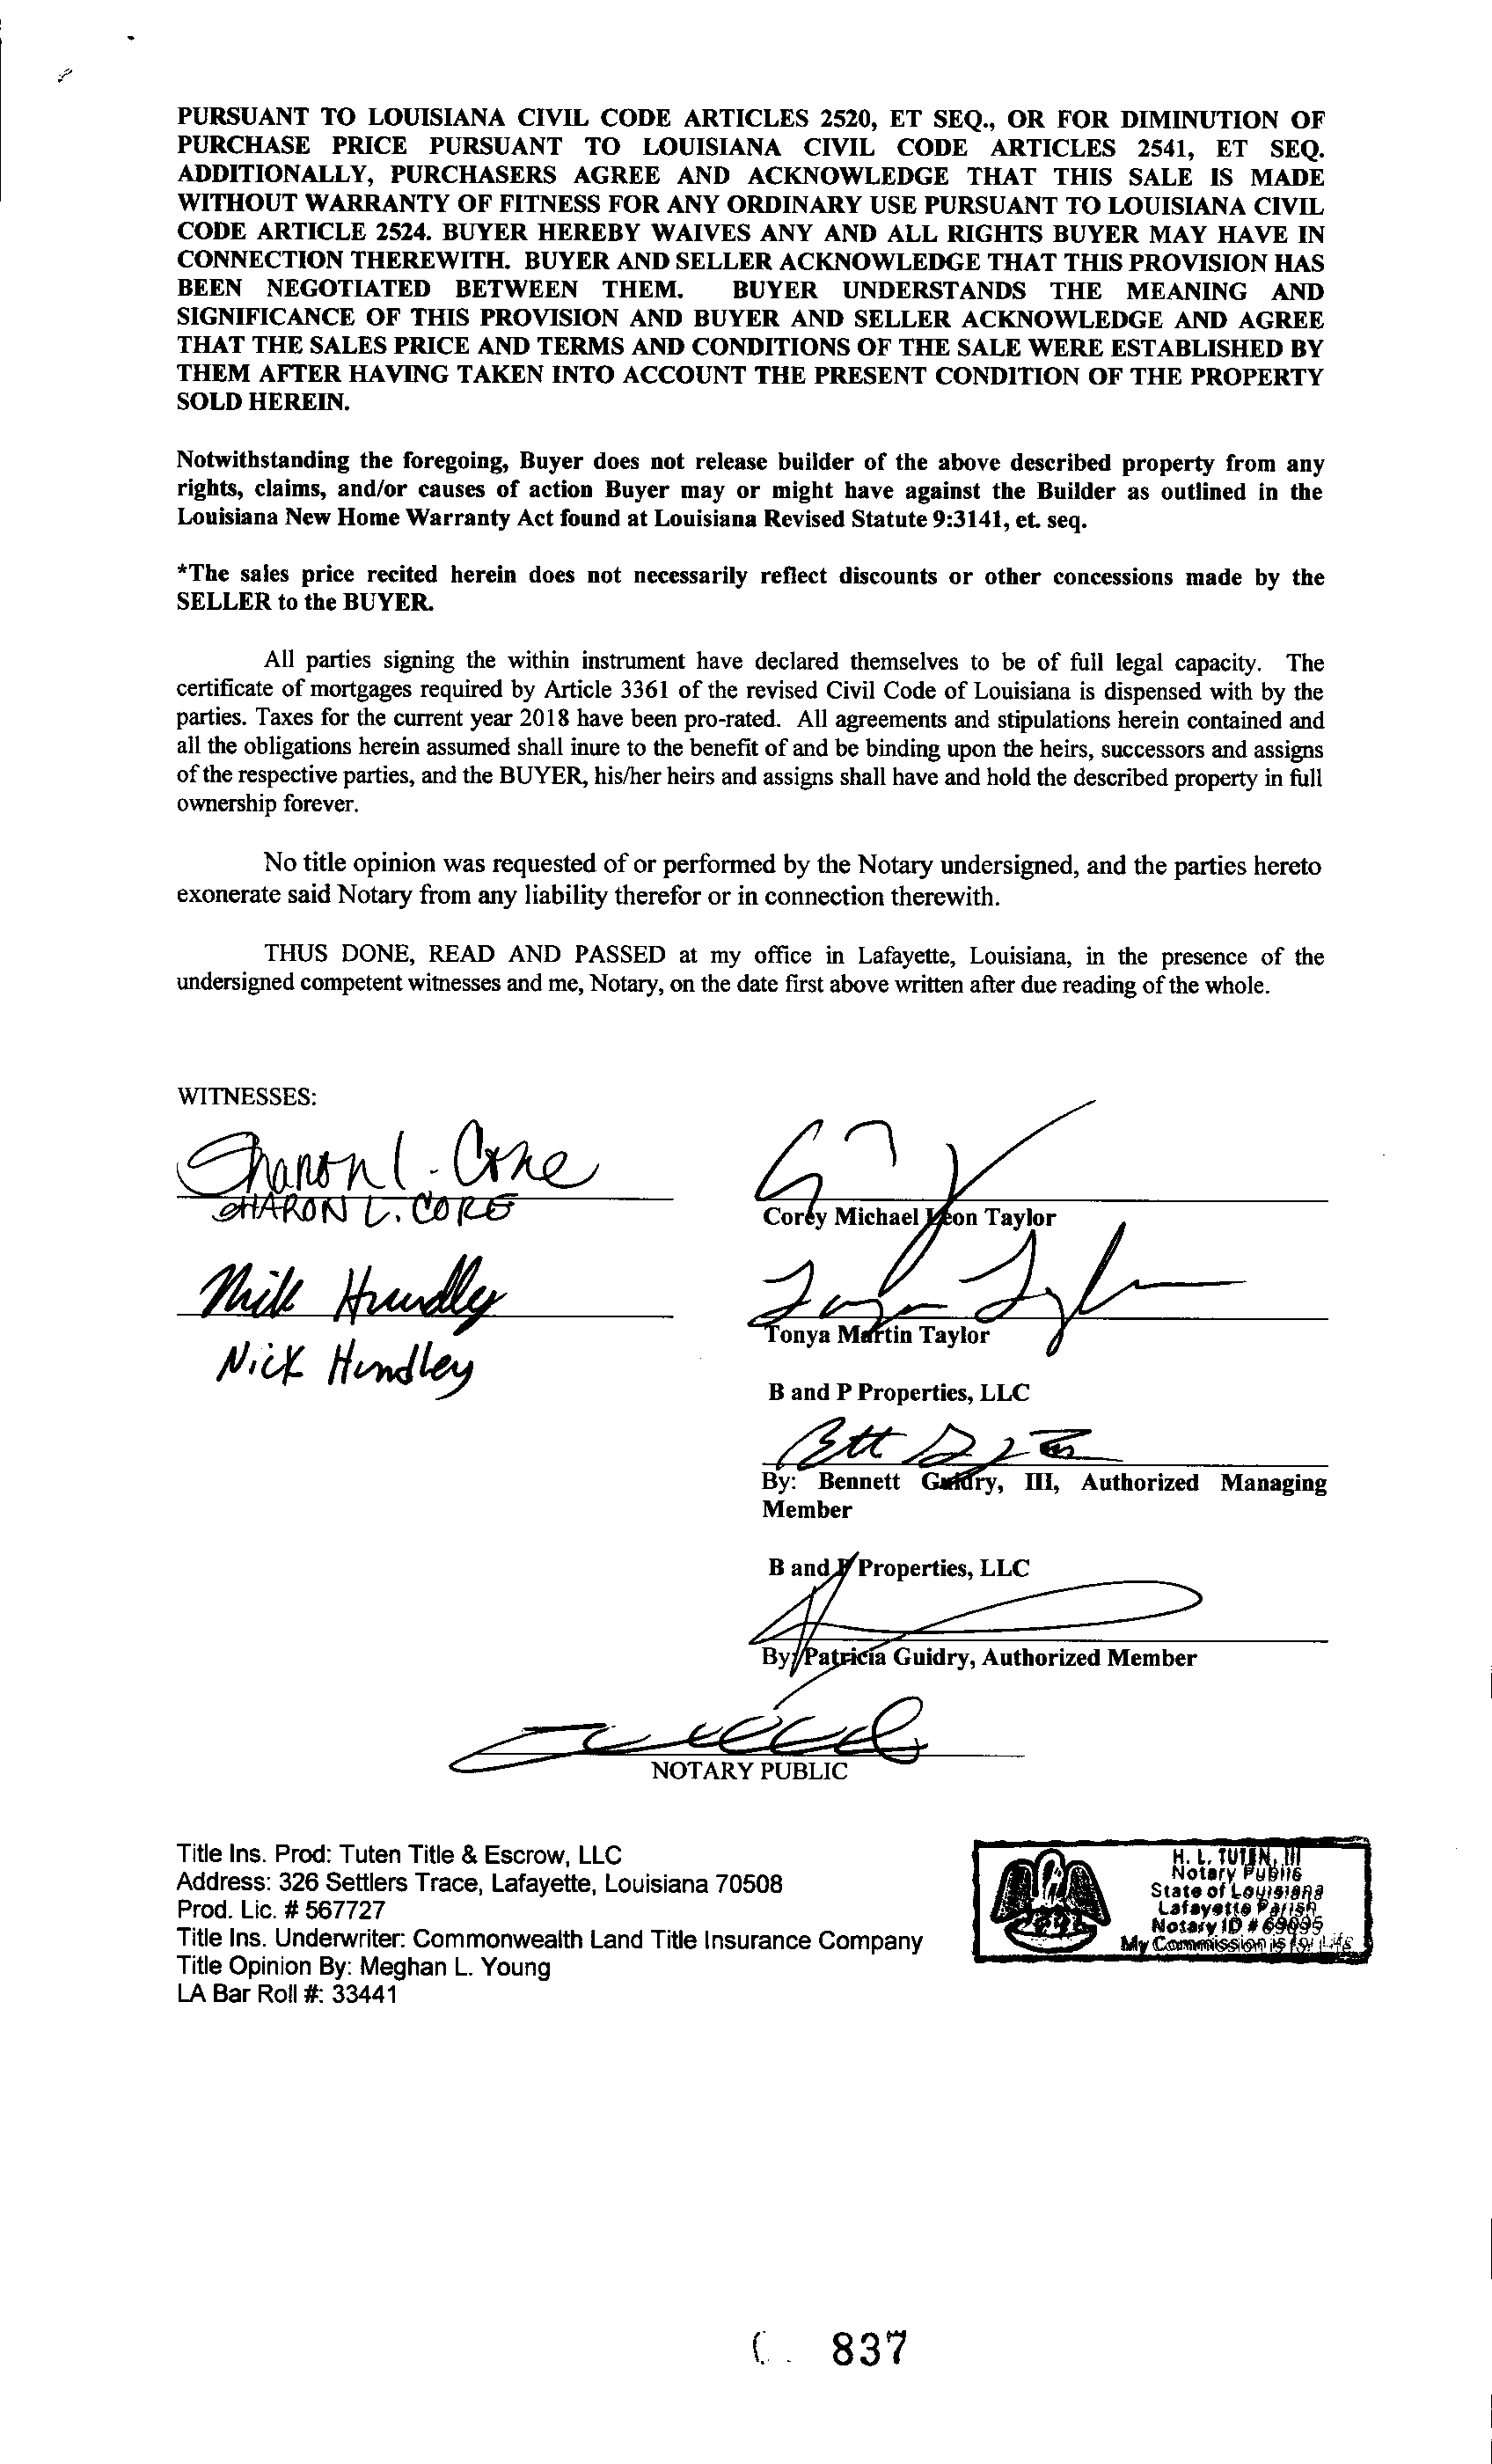 PURSUANT TO LOUISIANA CIVIL CODE ARTICLES 2520, ET SEQ., OR FOR DIMINUTION OF
PURCHASE PRICE PURSUANT TO LOUISIANA CIVIL CODE ARTICLES 2541, ET SEQ.
ADDITIONALLY, PURCHASERS AGREE AND ACKNOWLEDGE THAT THIS SALE IS MADE
WITHOUT WARRANTY OF FITNESS FOR ANY ORDINARY USE PURSUANT TO LOUISIANA CIVIL
CODE ARTICLE 2524. BUYER HEREBY WAIVES ANY AND ALL RIGHTS BUYER MAY HAVE IN
CONNECTION THEREWITH. BUYER AND SELLER ACKNOWLEDGE THAT THIS PROVISION HAS
BEEN NEGOTIATED BETWEEN THEM. BUYER UNDERSTANDS THE MEANING AND
SIGNIFICANCE OF THIS PROVISION AND BUYER AND SELLER ACKNOWLEDGE AND AGREE
THAT THE SALES PRICE AND TERMS AND CONDITIONS OF THE SALE WERE ESTABLISHED BY
THEM AFTER HAVING TAKEN INTO ACCOUNT THE PRESENT CONDITION OF THE PROPERTY
SOLD HEREIN.
Notwithstanding the foregoing, Buyer does not release builder of the above described property from any
rights, claims, and/or causes of action Buyer may or might have against the Builder as outlined in the
Louisiana New Home Warranty Act found at Louisiana Revised Statute 9:3141, et. seq.
*The sales price recited herein does not necessarily reflect discounts or other concessions made by the
SELLER to the BUYER.
All parties signing the within instrument have declared themselves to be of full legal capacity. The
certificate of mortgages required by Article 3361 of the revised Civil Code of Louisiana is dispensed with by the
parties. Taxes for the current year 2018 have been pro-rated. All agreements and stipulations herein contained and
all the obligations herein assumed shall inure to the benefit of and be binding upon the heirs, successors and assigns
of the respective parties, and the BUYER, his/her heirs and assigns shall have and hold the described property in full
ownership forever.
No title opinion was requested of or performed by the Notary undersigned, and the parties hereto
exonerate said Notary from any liability therefor or in connection therewith.
THUS DONE, READ AND PASSED at my office in Lafayette, Louisiana, in the presence of the
undersigned competent witnesses and me, Notary, on the date first above written after due reading of the whole.
WITNESSES:
Sharon L. Core
SHARON L. CORE
Corey Michael Leon Taylor
Nick Hundley
Nick Hundley
Tonya Martin Taylor
B and P Properties, LLC
By: Bennett Guidry, III, Authorized Managing
Member
B and P Properties, LLC
By: Patricia Guidry, Authorized Member
NOTARY PUBLIC
Title Ins. Prod: Tuten Title & Escrow, LLC
Address: 326 Settlers Trace, Lafayette, Louisiana 70508
Prod. Lic. # 567727
Title Ins. Underwriter: Commonwealth Land Title Insurance Company
Title Opinion By: Meghan L. Young
LA Bar Roll #: 33441
H. L. TUTEN, III
Notary Public
State of Louisiana
Lafayette Parish
Notary ID # 69095
My Commission is for Life
837